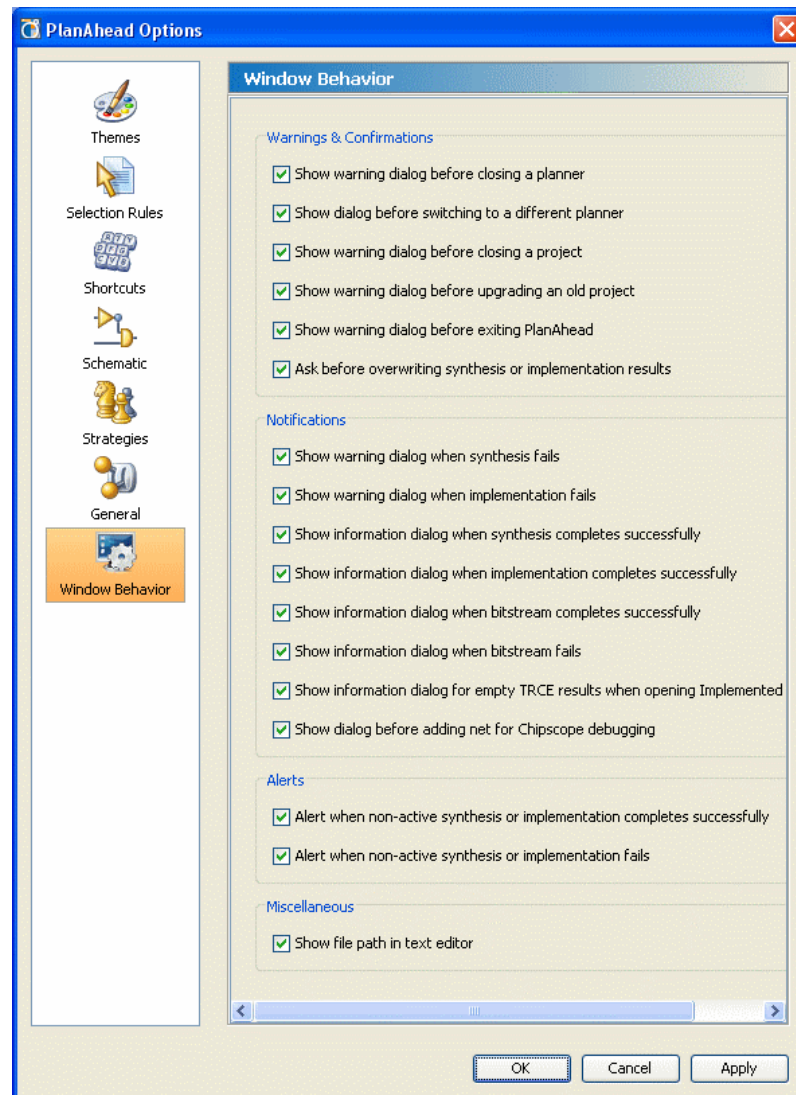 PlanAhead Options
Themes
Selection Rules
Shortcuts
Schematic
Strategies
General
Window Behavior
Window Behavior
Warnings & Confirmations
Show warning dialog before closing a planner
Show dialog before switching to a different planner
Show warning dialog before closing a project
Show warning dialog before upgrading an old project
Show warning dialog before exiting PlanAhead
Ask before overwriting synthesis or implementation results
Notifications
Show warning dialog when synthesis fails
Show warning dialog when implementation fails
Show information dialog when synthesis completes successfully
Show information dialog when implementation completes successfully
Show information dialog when bitstream completes successfully
Show information dialog when bitstream fails
Show information dialog for empty TRCE results when opening Implemented
Show dialog before adding net for Chipscope debugging
Alerts
Alert when non-active synthesis or implementation completes successfully
Alert when non-active synthesis or implementation fails
Miscellaneous
Show file path in text editor
OK Cancel Apply